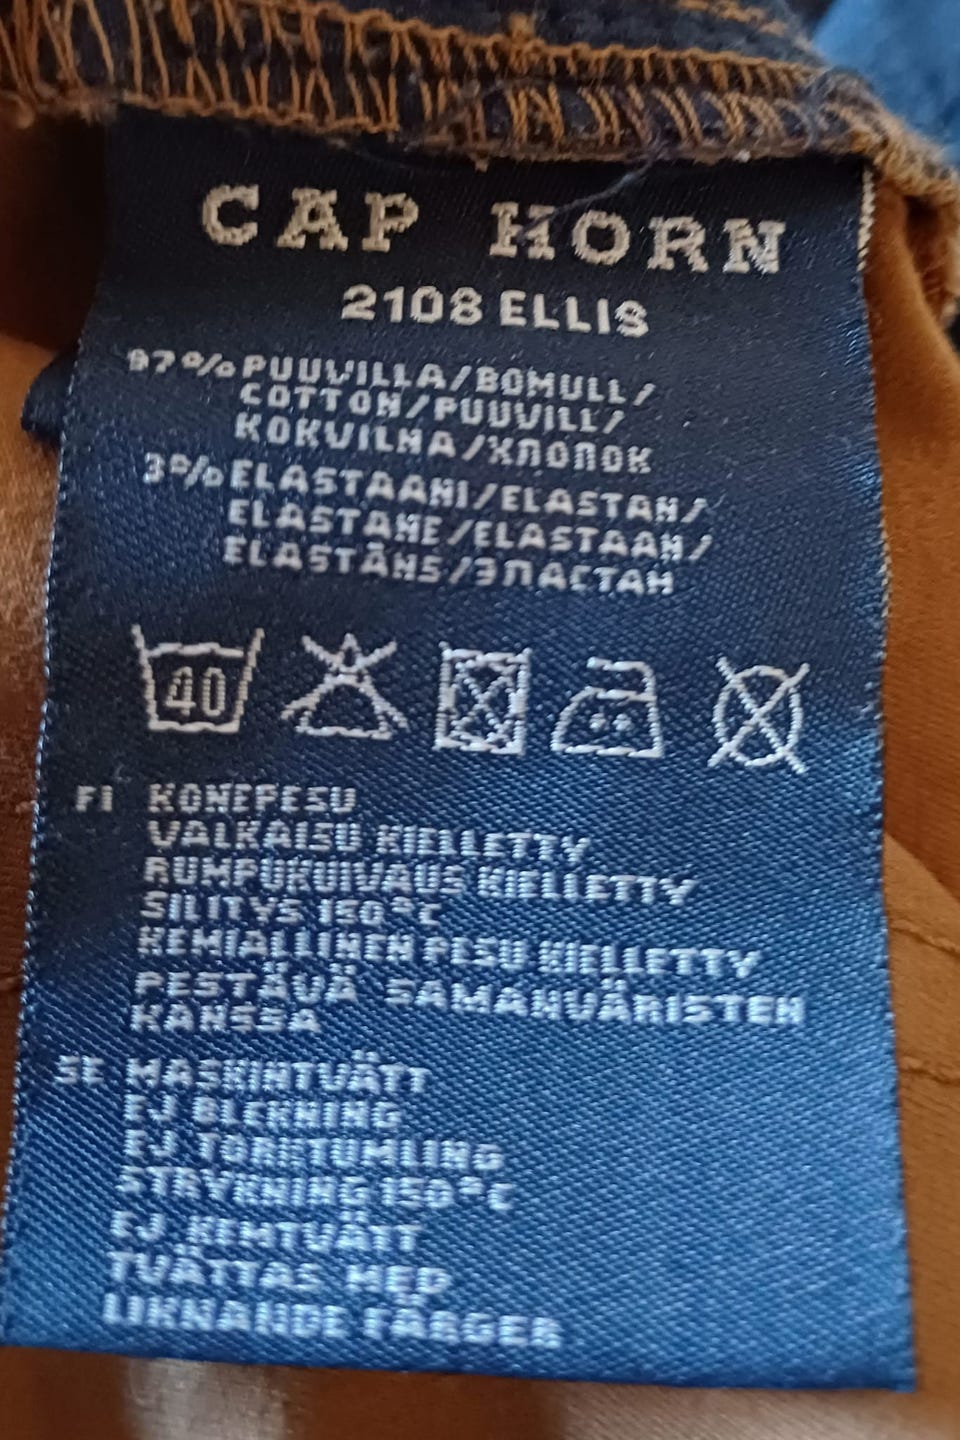 CAP HORN
2108 ELLIS
97% PUUVILLA/BOMULL/
COTTON/PUUVILL/
KOKVILNA/ХЛОПОК
3% ELASTAANI/ELASTAN/
ELASTANE/ELASTAAN/
ELASTĀNS/ЭЛАСТАН
40
FI KONEPESU
VALKAISU KIELLETTY
RUMPUKUIVAUS KIELLETTY
SILITYS 150°C
KEMIALLINEN PESU KIELLETTY
PESTÄVÄ SAMANVÄRISTEN
KANSSA
SE MASKINTVÄTT
EJ BLEKNING
EJ TORKTUMLING
STRYKNING 150°C
EJ KEMTVÄTT
TVÄTTAS MED
LIKNANDE FÄRGER